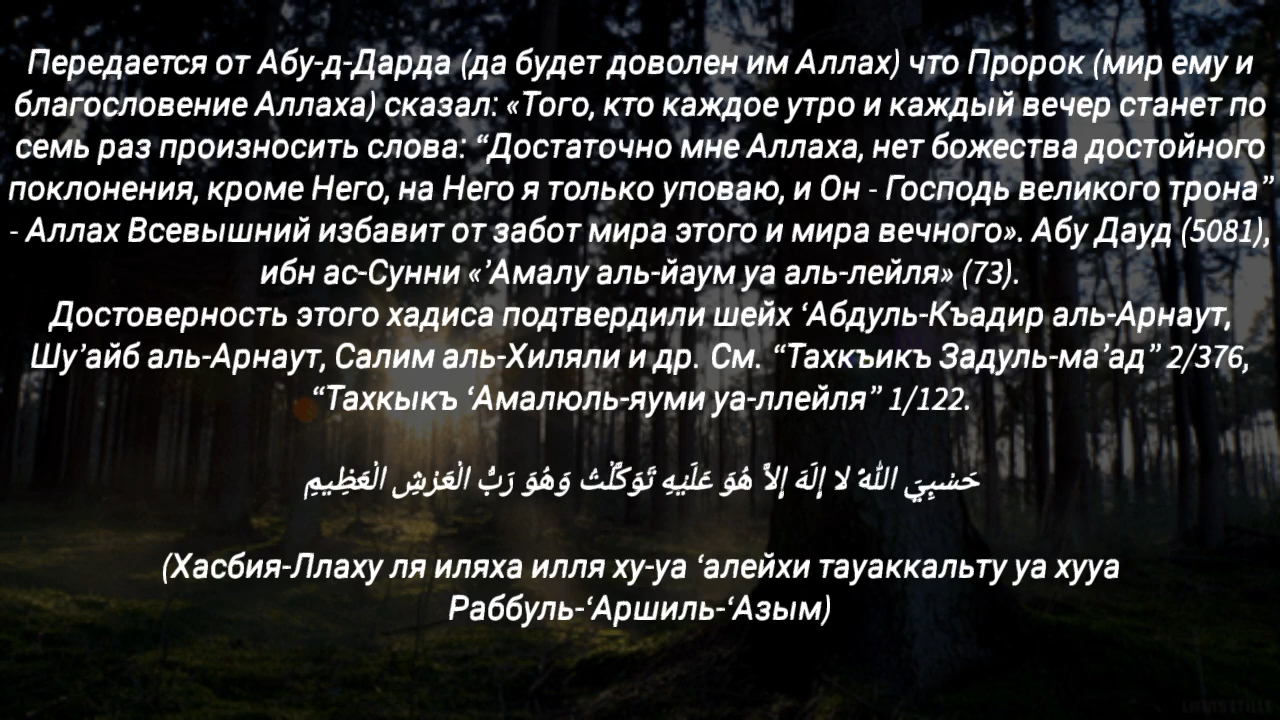 Передается от Абу-д-Дарда (да будет доволен им Аллах) что Пророк (мир ему и
благословение Аллаха) сказал: «Того, кто каждое утро и каждый вечер станет по
семь раз произносить слова: “Достаточно мне Аллаха, нет божества достойного
поклонения, кроме Него, на Него я только уповаю, и Он - Господь великого трона”
- Аллах Всевышний избавит от забот мира этого и мира вечного». Абу Дауд (5081),
ибн ас-Сунни «’Амалу аль-йаум уа аль-лейля» (73).
Достоверность этого хадиса подтвердили шейх ‘Абдуль-Къадир аль-Арнаут,
Шу’айб аль-Арнаут, Салим аль-Хиляли и др. См. “Тахкъикъ Задуль-ма’ад” 2/376,
“Тахкыкъ ‘Амалюль-яуми уа-ллейля” 1/122.
حَسْبِيَ اللهُ لا إِلَهَ إِلاَّ هُوَ عَلَيْهِ تَوَكَّلْتُ وَهُوَ رَبُّ الْعَرْشِ الْعَظِيمِ
(Хасбия-Ллаху ля иляха илля ху-уа ‘алейхи тауаккальту уа хууа
Раббуль-‘Аршиль-‘Азым)